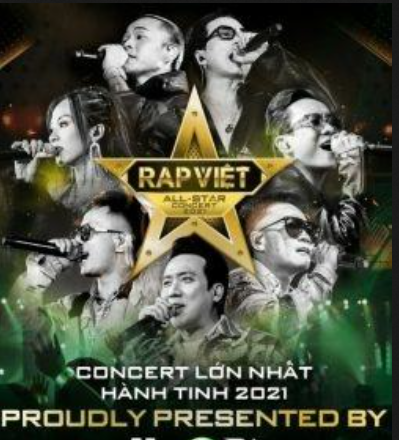 RAP VIỆT
ALL-STAR
CONCERT
2021
CONCERT LỚN NHẤT
HÀNH TINH 2021
PROUDLY PRESENTED BY